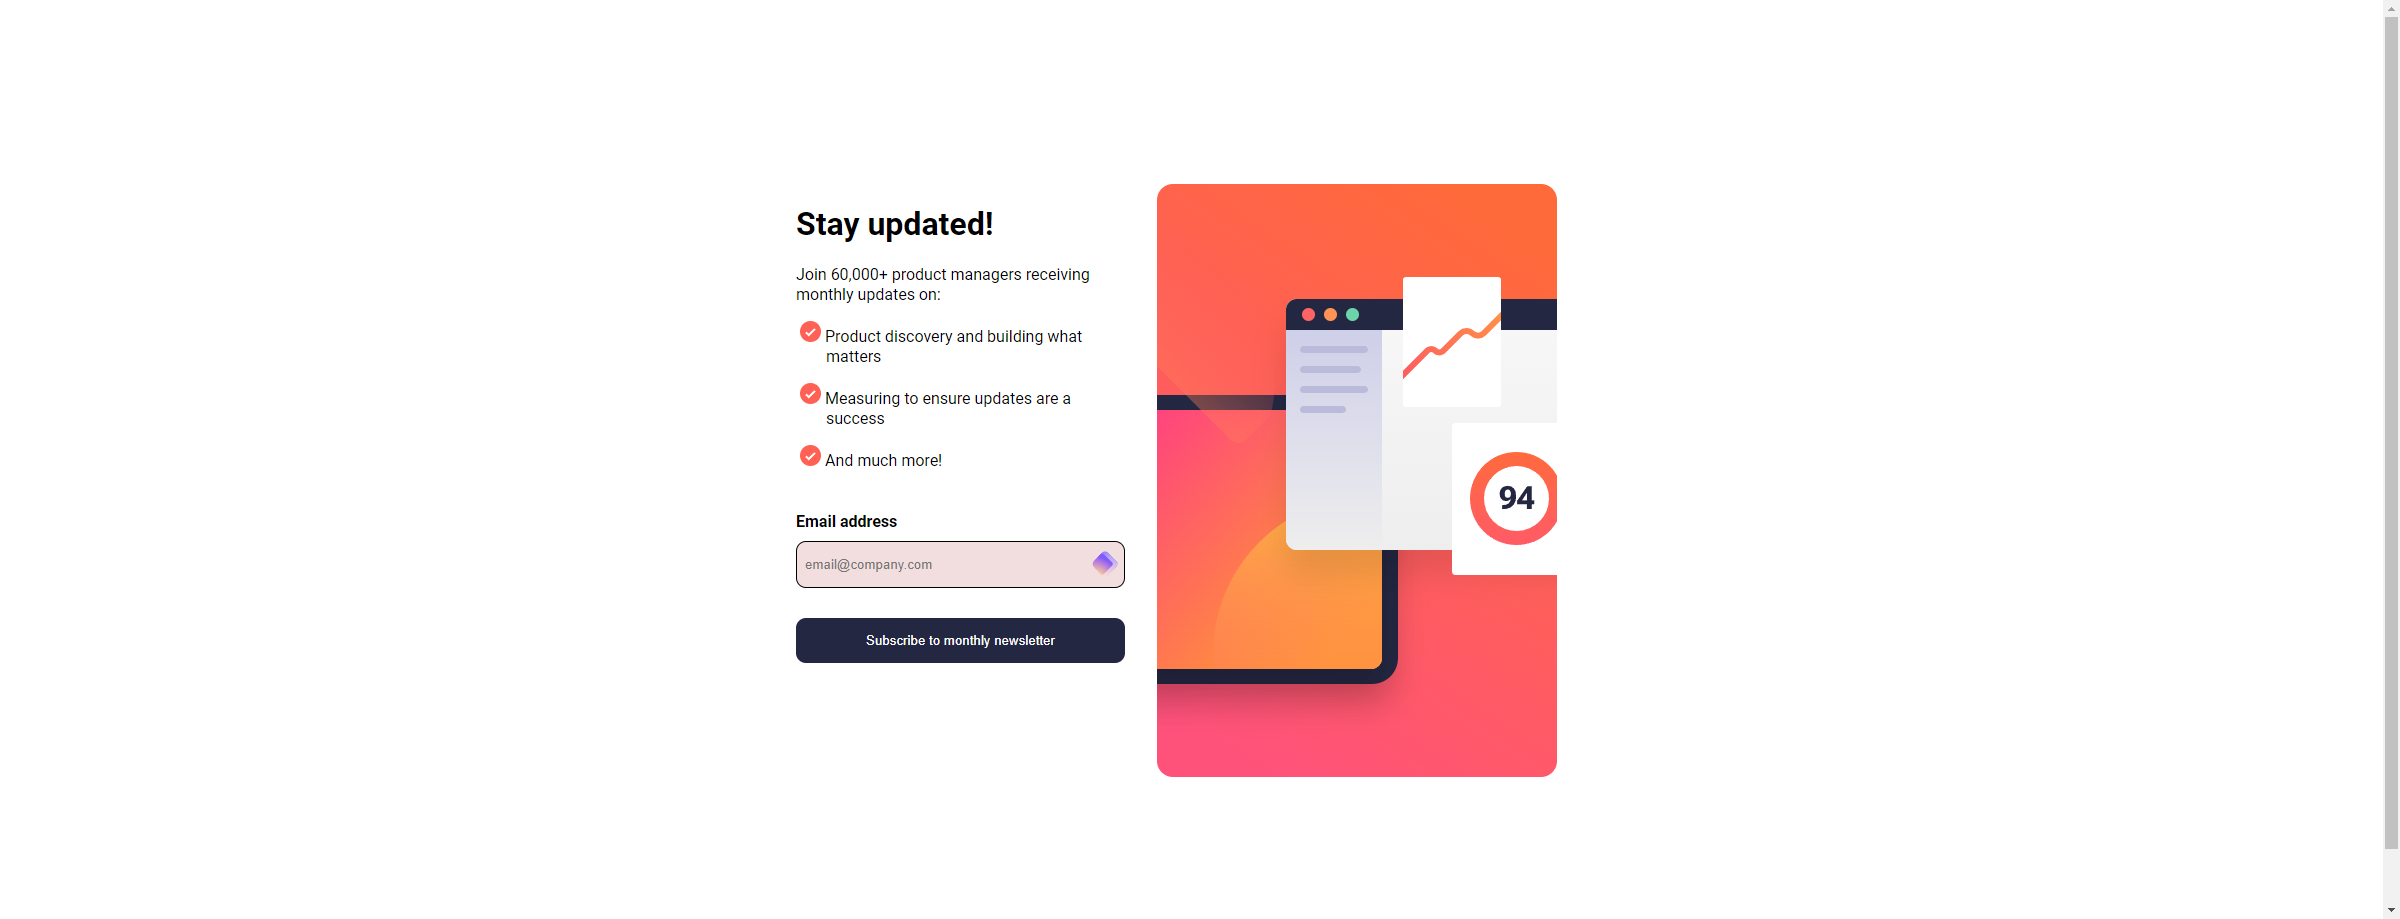 Stay updated!
Join 60,000+ product managers receiving
monthly updates on:
Product discovery and building what
matters
Measuring to ensure updates are a
success
And much more!
Email address
email@company.com
Subscribe to monthly newsletter
94